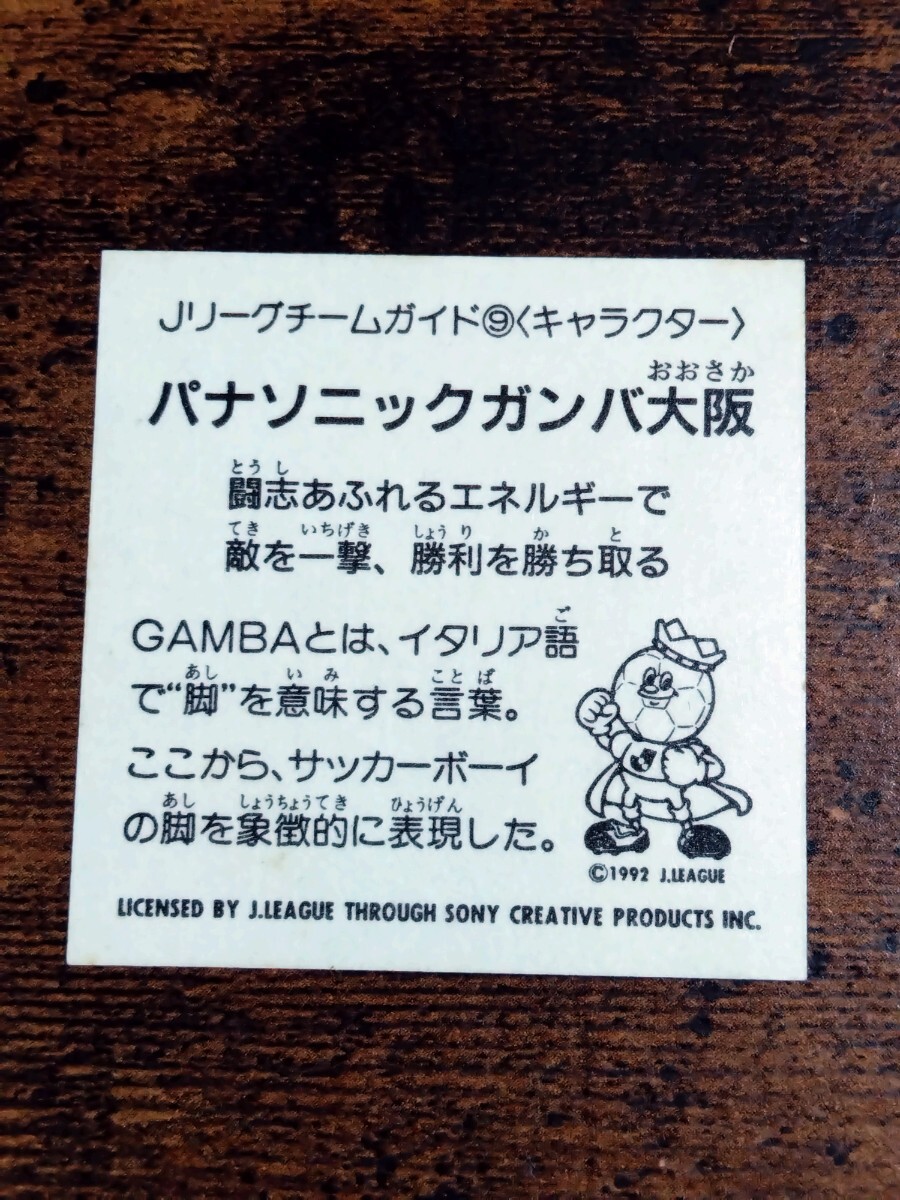 Jリーグチームガイド⑨〈キャラクター〉
おおさか
パナソニックガンバ大阪
とうし
闘志あふれるエネルギーで
てき いちげき しょうり か と
敵を一撃、勝利を勝ち取る
ご
GAMBAとは、イタリア語
あし いみ ことば
で“脚”を意味する言葉。
ここから、サッカーボーイ
あし しょうちょうてき ひょうげん
の脚を象徴的に表現した。
©1992 J.LEAGUE
LICENSED BY J.LEAGUE THROUGH SONY CREATIVE PRODUCTS INC.